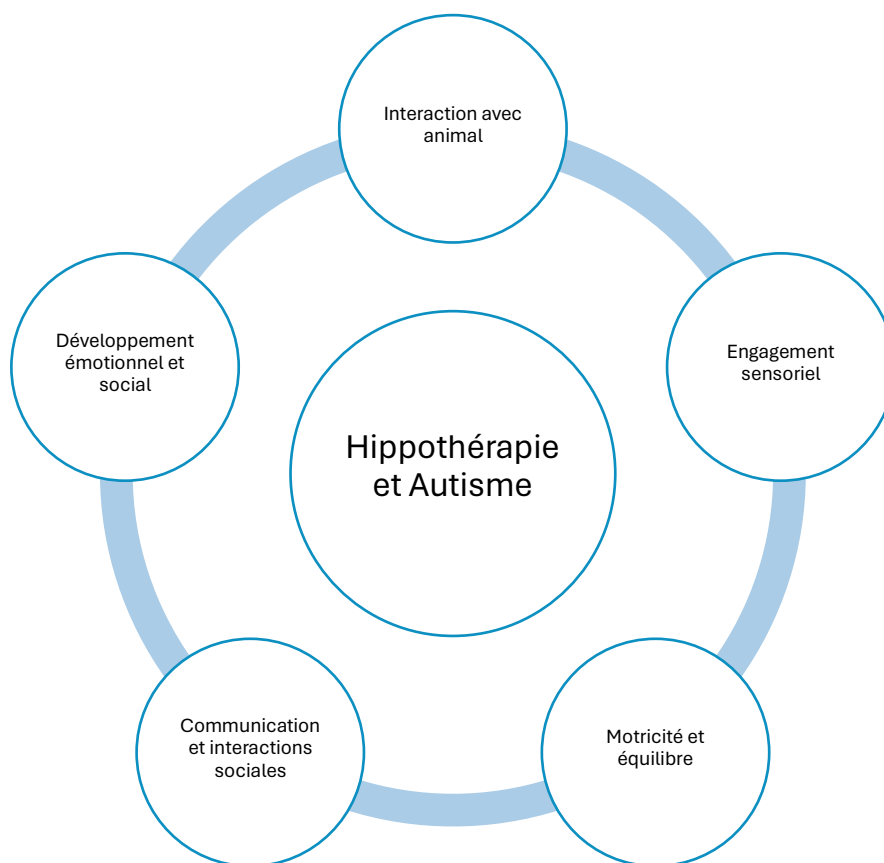 Interaction avec
animal
Développement
émotionnel et
social
Engagement
sensoriel
Hippothérapie
et Autisme
Communication
et interactions
sociales
Motricité et
équilibre